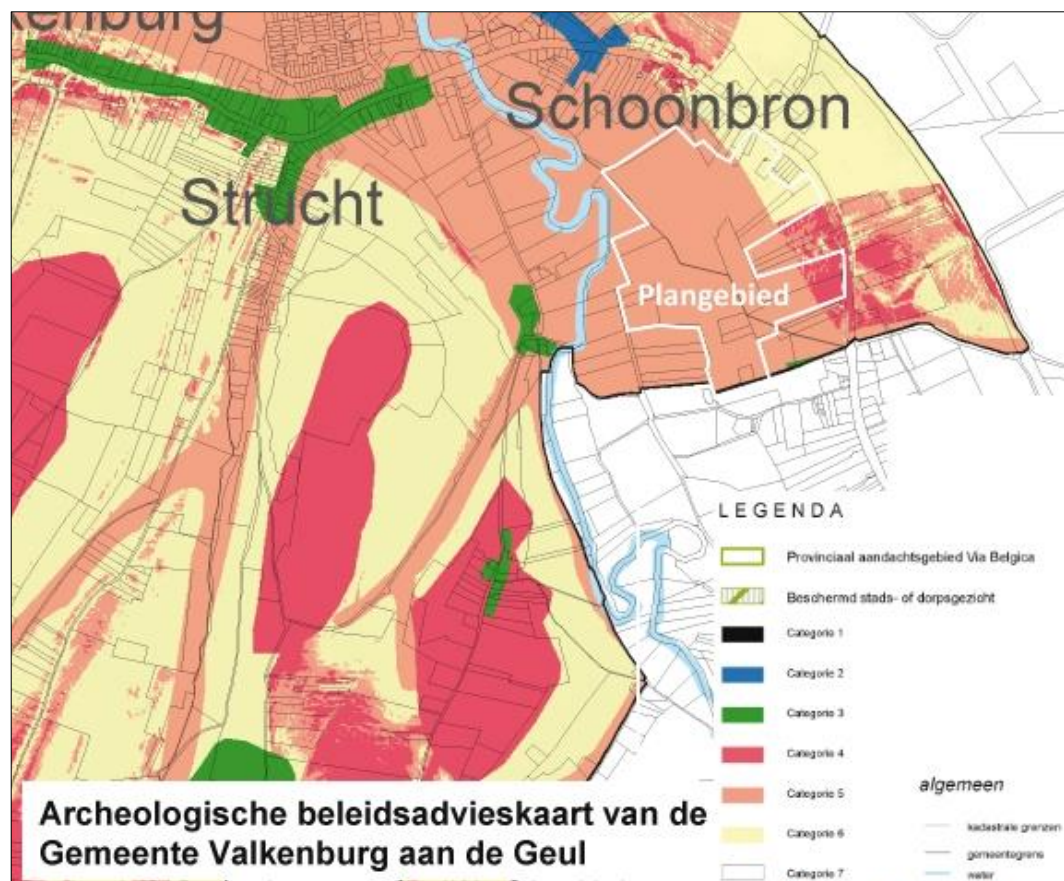 kenburg
Schoonbron
Strucht
Plangebied
LEGENDA
Provinciaal aandachtsgebied Via Belgica
Beschermd stads- of dorpsgezicht
Categorie 1
Categorie 2
Categorie 3
Categorie 4
Categorie 5
Categorie 6
Categorie 7
algemeen
kadastrale grenzen
gemeentegrens
water
Archeologische beleidsadvieskaart van de
Gemeente Valkenburg aan de Geul